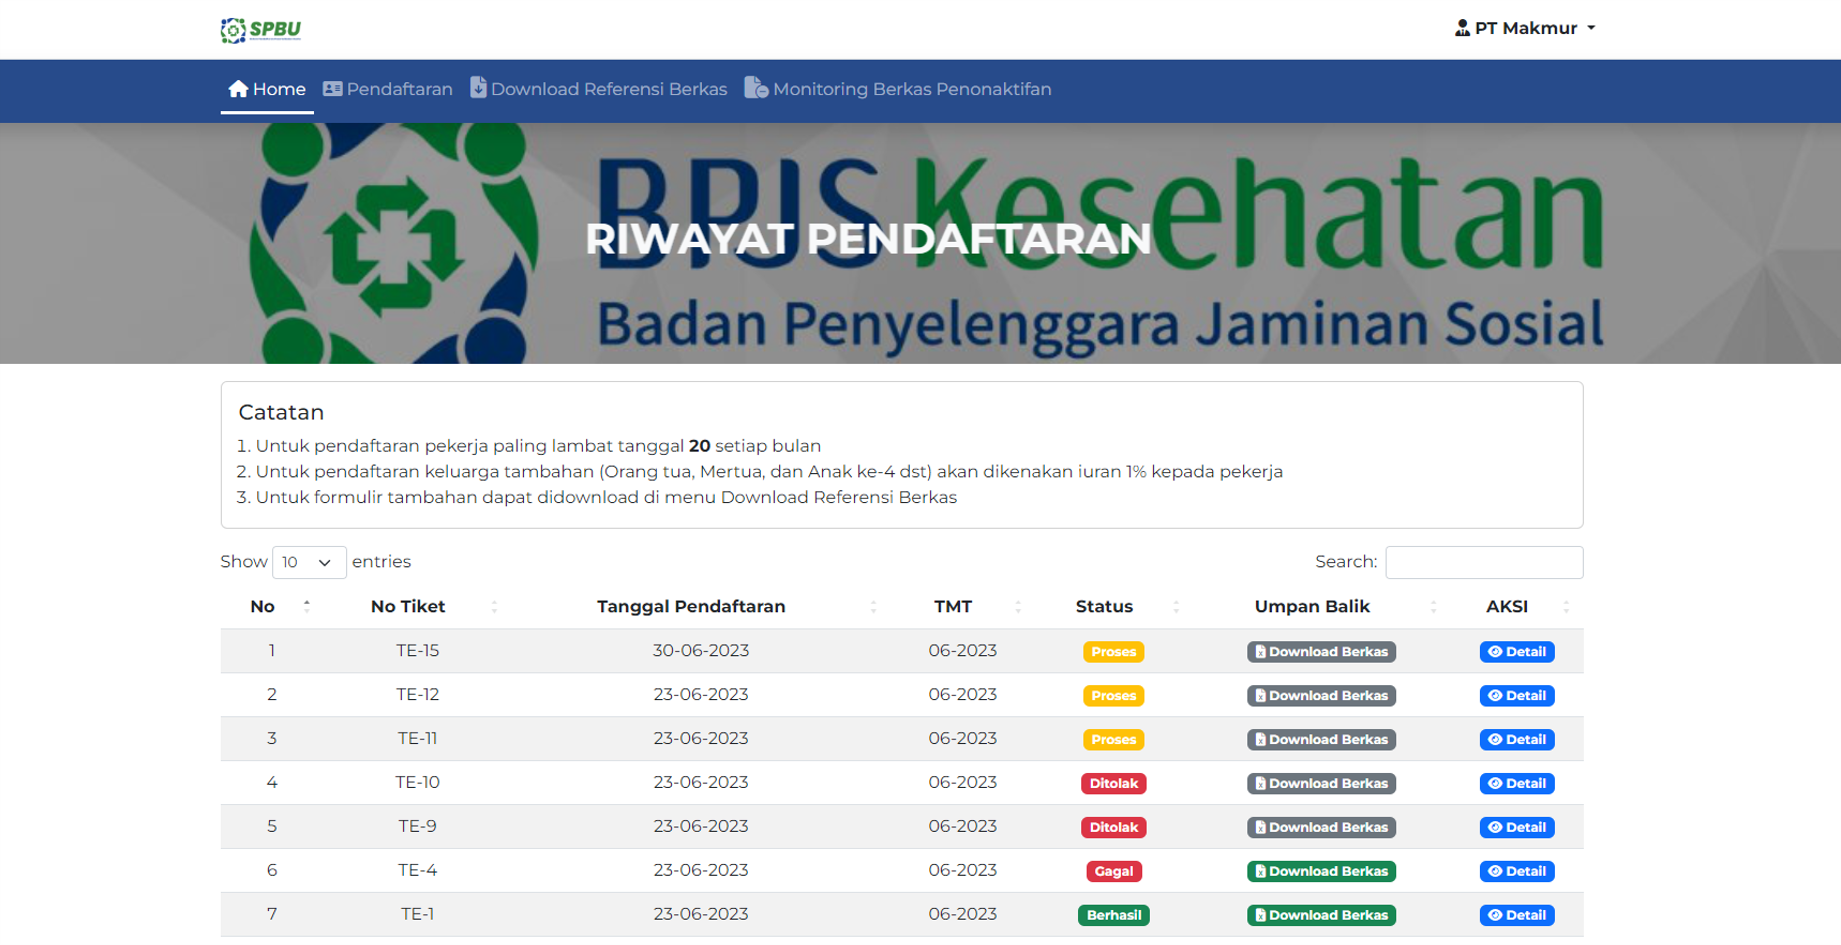 SPBU
PT Makmur
Home Pendaftaran Download Referensi Berkas Monitoring Berkas Penonaktifan
BPJS Kesehatan
RIWAYAT PENDAFTARAN
Badan Penyelenggara Jaminan Sosial
Catatan
1. Untuk pendaftaran pekerja paling lambat tanggal 20 setiap bulan
2. Untuk pendaftaran keluarga tambahan (Orang tua, Mertua, dan Anak ke-4 dst) akan dikenakan iuran 1% kepada pekerja
3. Untuk formulir tambahan dapat didownload di menu Download Referensi Berkas
Show 10 entries Search:
No No Tiket Tanggal Pendaftaran TMT Status Umpan Balik AKSI
1 TE-15 30-06-2023 06-2023 Proses Download Berkas Detail
2 TE-12 23-06-2023 06-2023 Proses Download Berkas Detail
3 TE-11 23-06-2023 06-2023 Proses Download Berkas Detail
4 TE-10 23-06-2023 06-2023 Ditolak Download Berkas Detail
5 TE-9 23-06-2023 06-2023 Ditolak Download Berkas Detail
6 TE-4 23-06-2023 06-2023 Gagal Download Berkas Detail
7 TE-1 23-06-2023 06-2023 Berhasil Download Berkas Detail